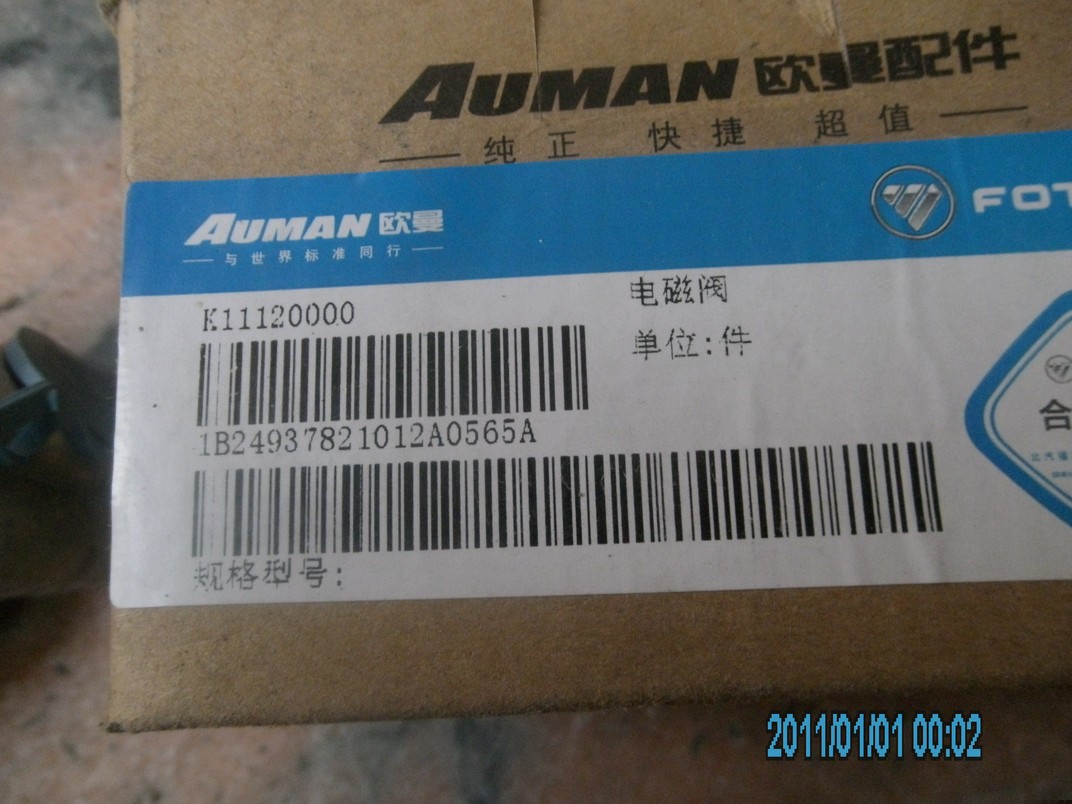 AUMAN 欧曼配件
纯正 快捷 超值
AUMAN 欧曼
与世界标准同行
FOT
K11120000
电磁阀
单位:件
1B24937821012A0565A
合
规格型号:
2011/01/01 00:02